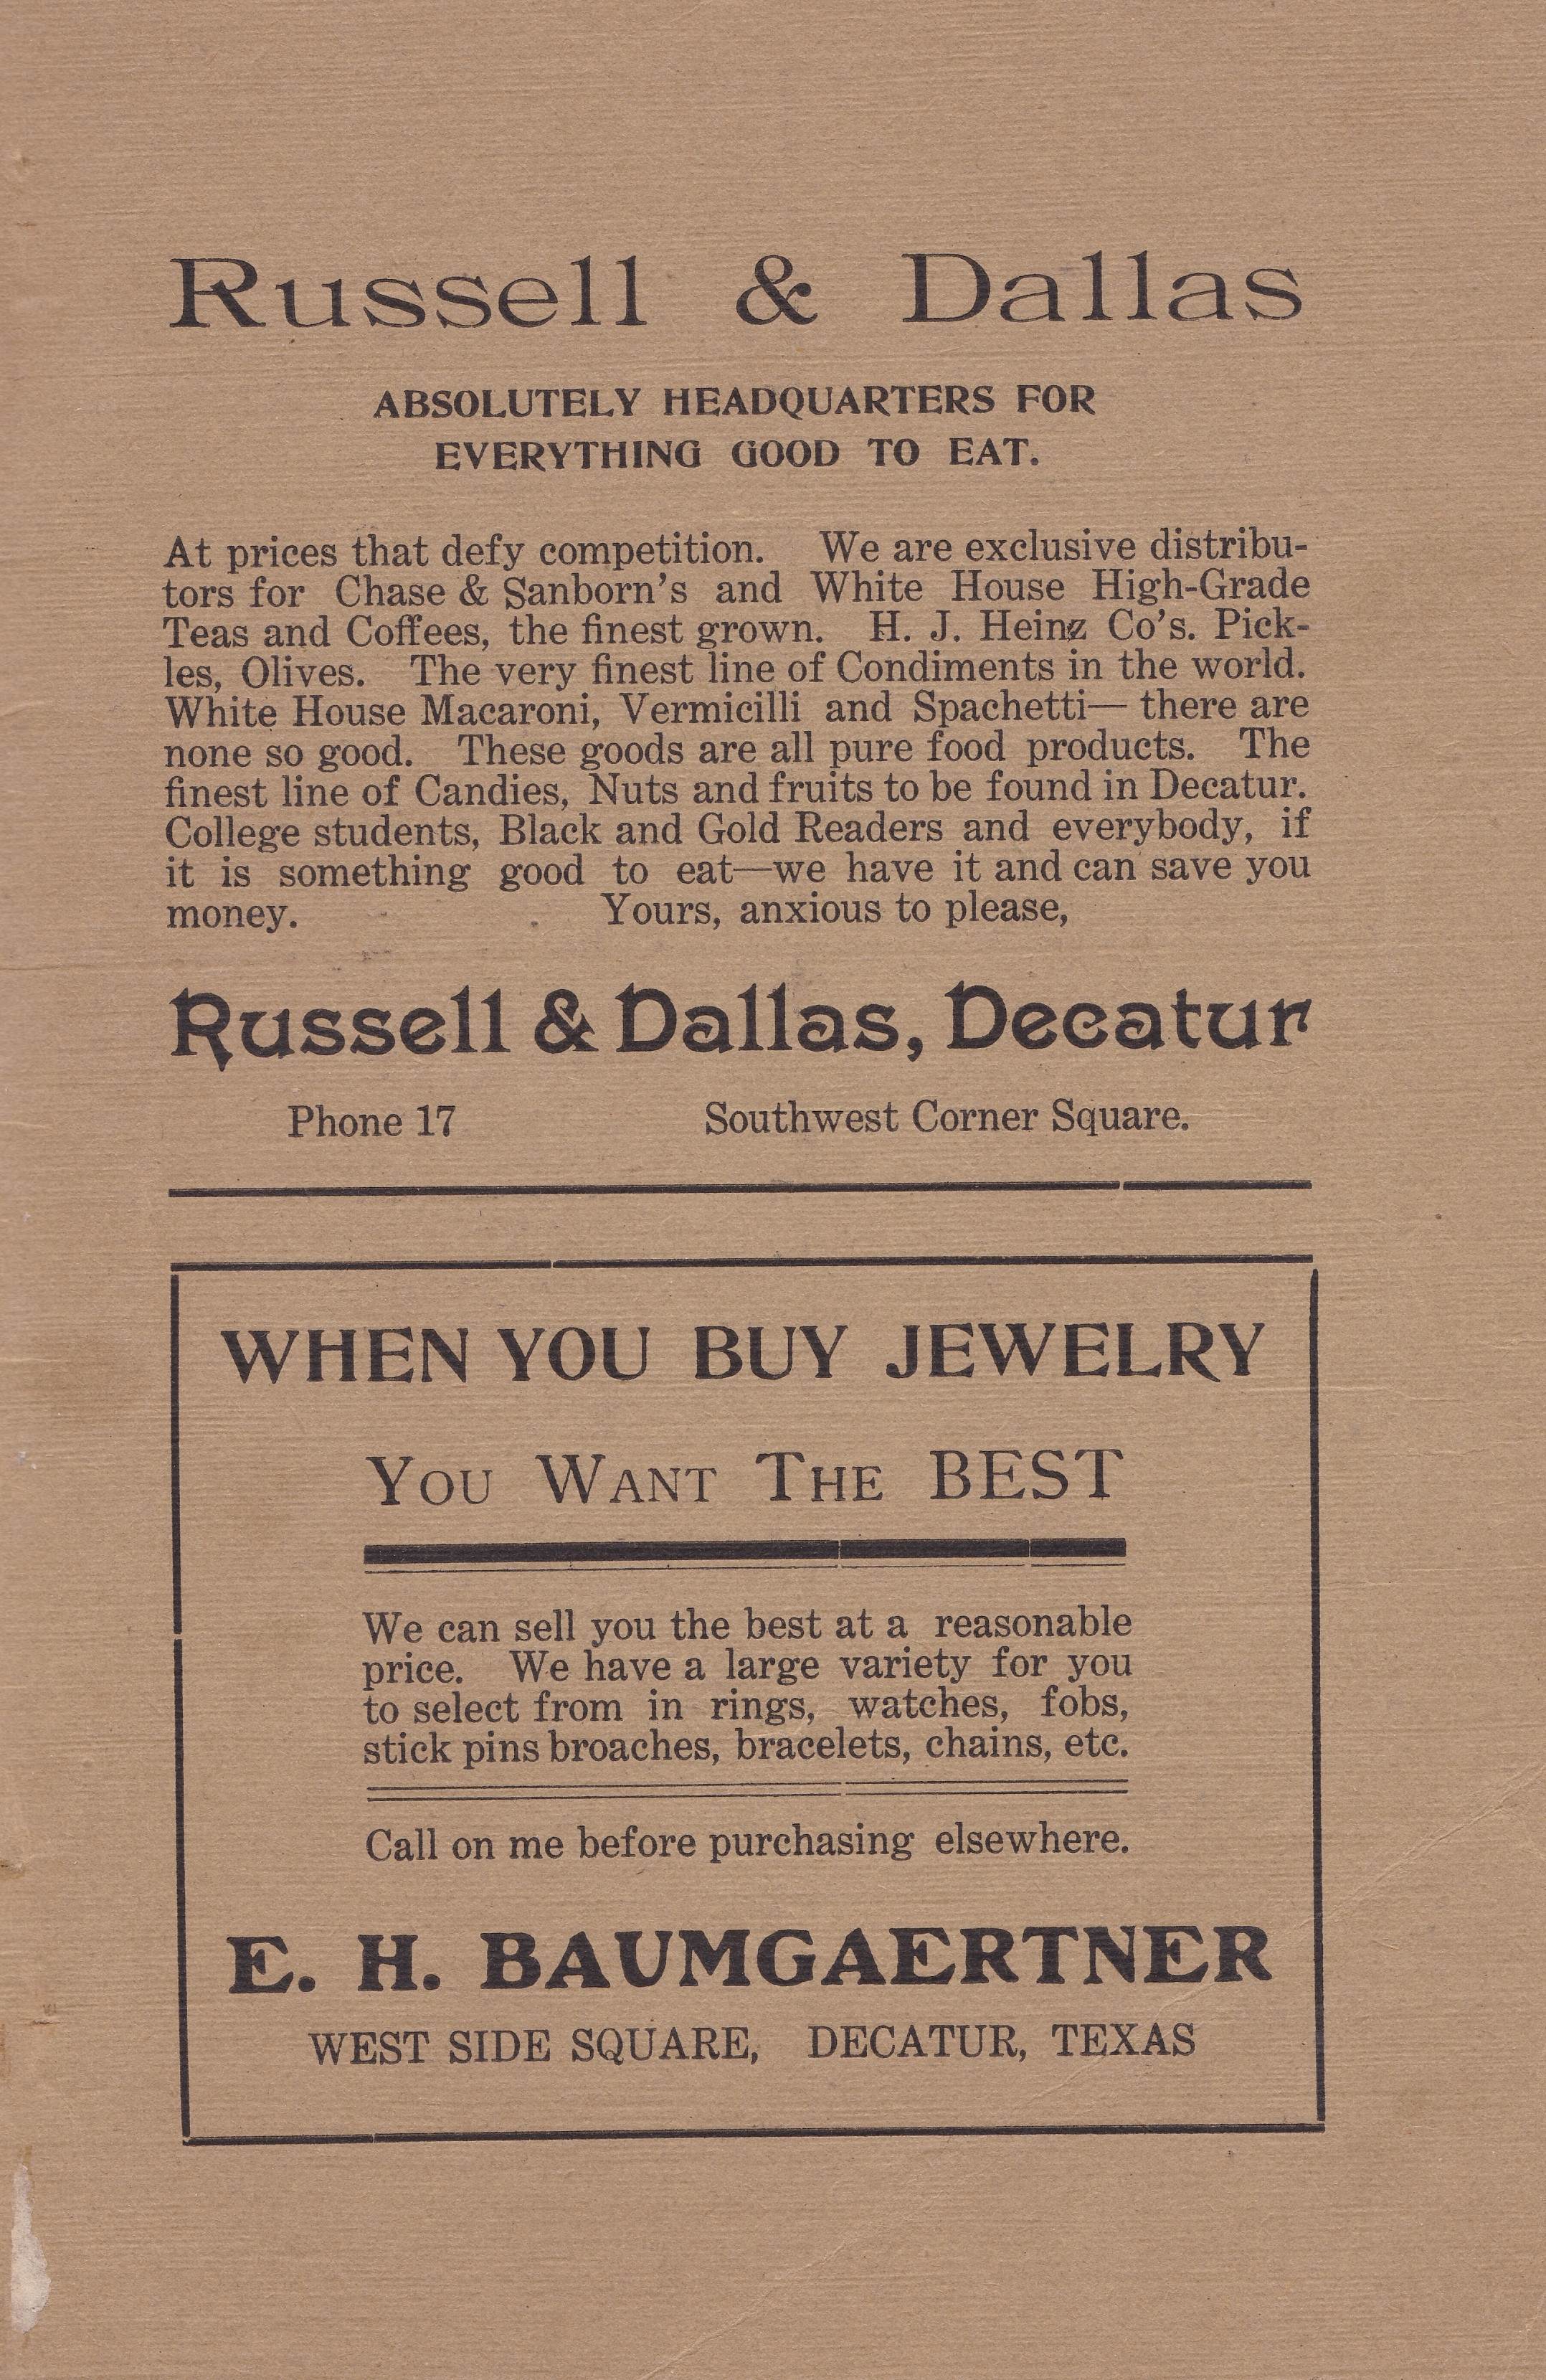 Russell & Dallas
ABSOLUTELY HEADQUARTERS FOR
EVERYTHING GOOD TO EAT.
At prices that defy competition. We are exclusive distribu-
tors for Chase & Sanborn's and White House High-Grade
Teas and Coffees, the finest grown. H. J. Heinz Co's. Pick-
les, Olives. The very finest line of Condiments in the world.
White House Macaroni, Vermicilli and Spachetti— there are
none so good. These goods are all pure food products. The
finest line of Candies, Nuts and fruits to be found in Decatur.
College students, Black and Gold Readers and everybody, if
it is something good to eat—we have it and can save you
money. Yours, anxious to please,
Russell & Dallas, Decatur
Phone 17 Southwest Corner Square.
WHEN YOU BUY JEWELRY
YOU WANT THE BEST
We can sell you the best at a reasonable
price. We have a large variety for you
to select from in rings, watches, fobs,
stick pins broaches, bracelets, chains, etc.
Call on me before purchasing elsewhere.
E. H. BAUMGAERTNER
WEST SIDE SQUARE, DECATUR, TEXAS